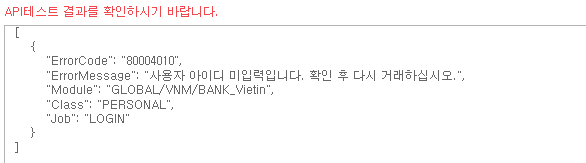 API테스트 결과를 확인하시기 바랍니다.
[
{
"ErrorCode": "80004010",
"ErrorMessage": "사용자 아이디 미입력입니다. 확인 후 다시 거래하십시오.",
"Module": "GLOBAL/VNM/BANK_Vietin",
"Class": "PERSONAL",
"Job": "LOGIN"
}
]